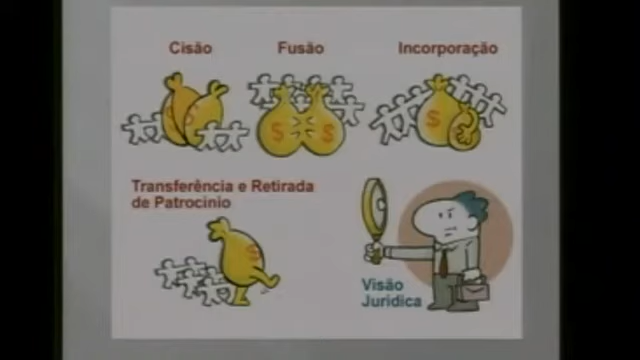 Cisão
Fusão
Incorporação
$
$
$
$
Transferência e Retirada
de Patrocínio
$
Visão
Jurídica